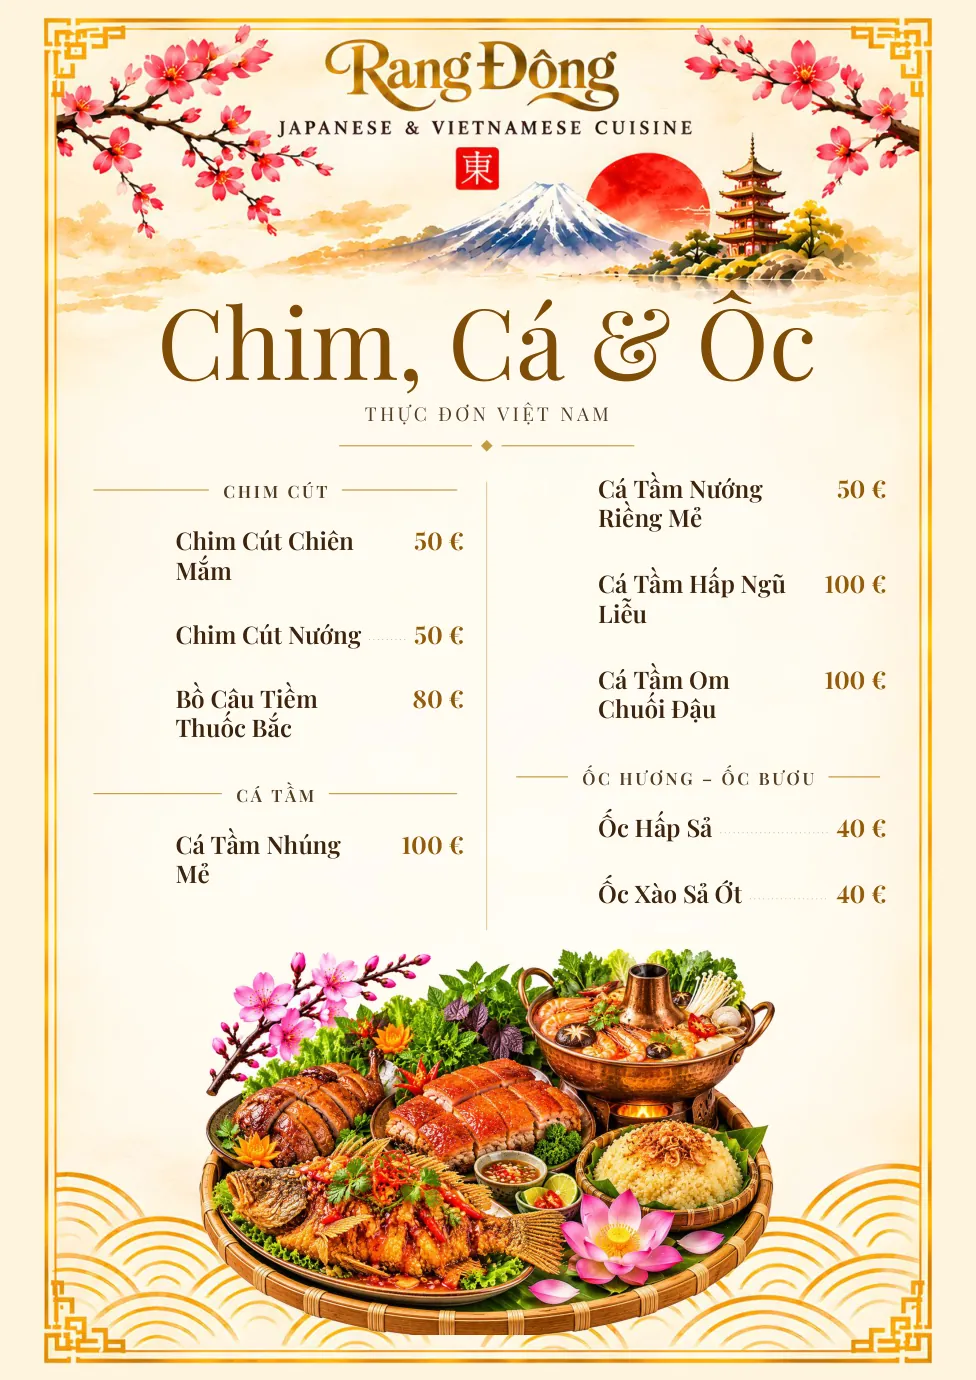 Rang Đông
JAPANESE & VIETNAMESE CUISINE
東
Chim, Cá & Ôc
THỰC ĐƠN VIỆT NAM
CHIM CÚT
Chim Cút Chiên 50 €
Mắm
Chim Cút Nướng 50 €
Bồ Câu Tiềm 80 €
Thuốc Bắc
CÁ TẦM
Cá Tầm Nhúng 100 €
Mẻ
Cá Tầm Nướng 50 €
Riềng Mẻ
Cá Tầm Hấp Ngũ 100 €
Liễu
Cá Tầm Om 100 €
Chuối Đậu
ỐC HƯƠNG – ỐC BƯƠU
Ốc Hấp Sả 40 €
Ốc Xào Sả Ớt 40 €